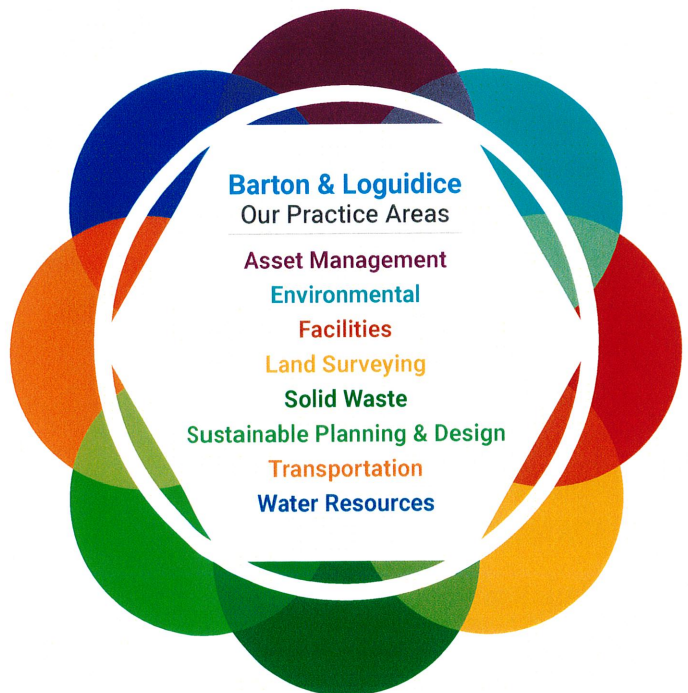 Barton & Loguidice
Our Practice Areas
Asset Management
Environmental
Facilities
Land Surveying
Solid Waste
Sustainable Planning & Design
Transportation
Water Resources